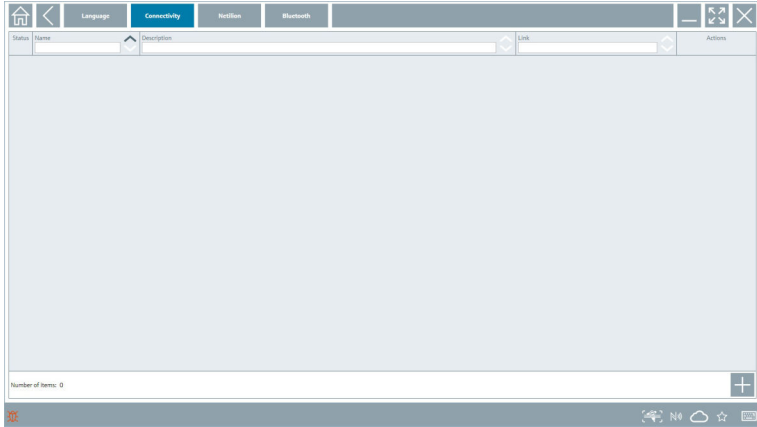 Language
Connectivity
Netilion
Bluetooth
Status
Name
Description
Link
Actions
Number of items: 0